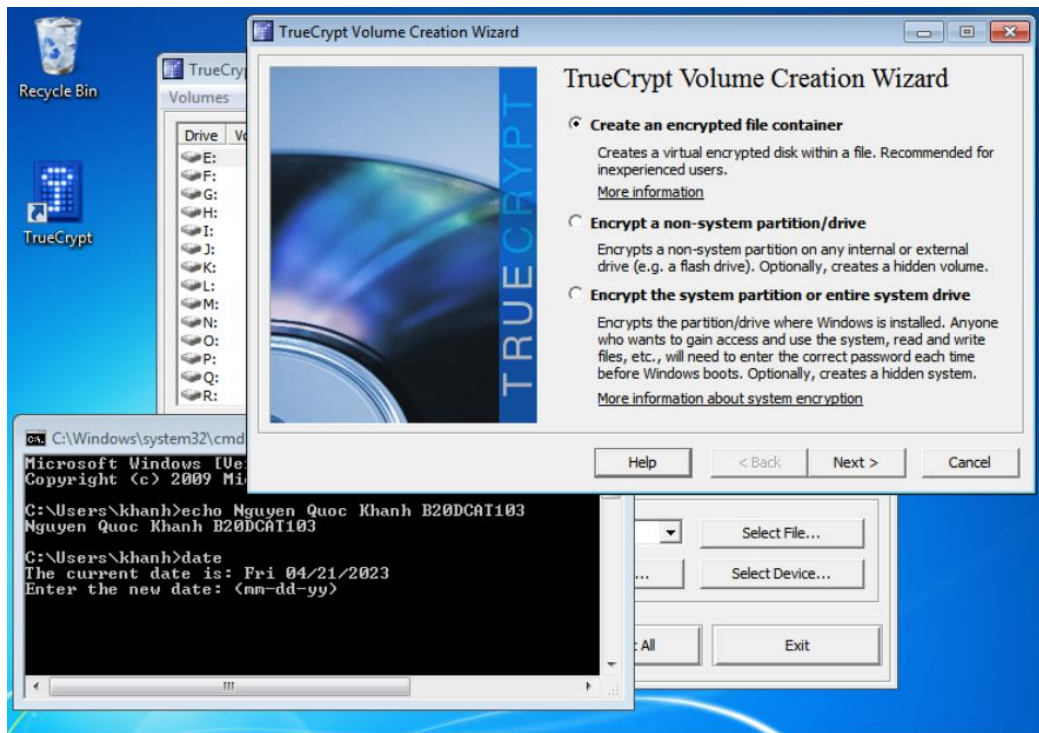 Recycle Bin
TrueCrypt
TrueCrypt Volume Creation Wizard
TRUECRYPT
TrueCrypt Volume Creation Wizard
Create an encrypted file container
Creates a virtual encrypted disk within a file. Recommended for
inexperienced users.
More information
Encrypt a non-system partition/drive
Encrypts a non-system partition on any internal or external
drive (e.g. a flash drive). Optionally, creates a hidden volume.
Encrypt the system partition or entire system drive
Encrypts the partition/drive where Windows is installed. Anyone
who wants to gain access and use the system, read and write
files, etc., will need to enter the correct password each time
before Windows boots. Optionally, creates a hidden system.
More information about system encryption
Help
< Back
Next >
Cancel
Volumes
Drive
E:
F:
G:
H:
I:
J:
K:
L:
M:
N:
O:
P:
Q:
R:
Select File...
... Select Device...
All
Exit
C:\Windows\system32\cmd
Microsoft Windows
Copyright (c) 2009
C:\Users\khanh>echo Nguyen Quoc Khanh B20DCAT103
Nguyen Quoc Khanh B20DCAT103
C:\Users\khanh>date
The current date is: Fri 04/21/2023
Enter the new date: (mm-dd-yy)